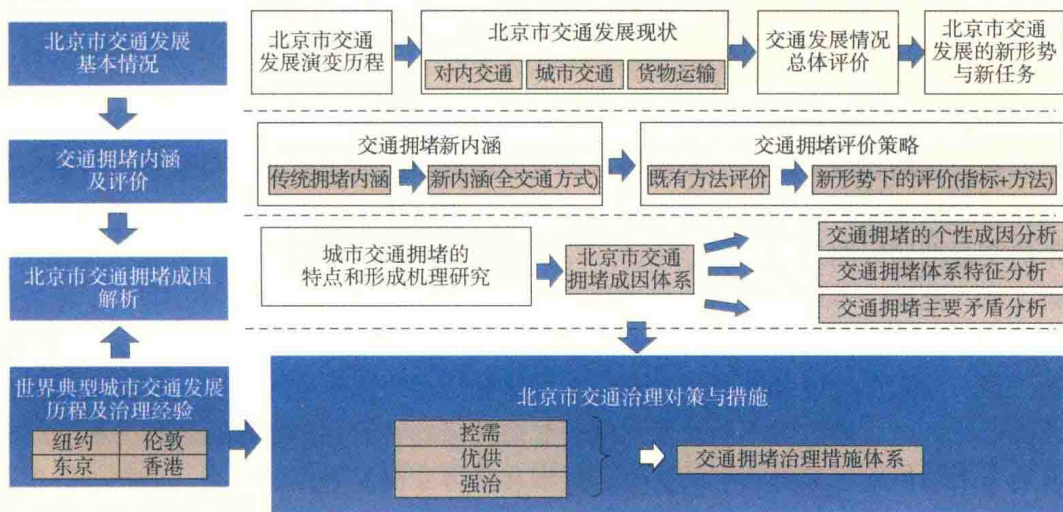 北京市交通发展
基本情况
北京市交通
发展演变历程
北京市交通发展现状
对内交通
城市交通
货物运输
交通发展情况
总体评价
北京市交通
发展的新形势
与新任务
交通拥堵内涵
及评价
交通拥堵新内涵
传统拥堵内涵
新内涵(全交通方式)
交通拥堵评价策略
既有方法评价
新形势下的评价(指标+方法)
北京市交通拥堵成因
解析
城市交通拥堵的
特点和形成机理研究
北京市交通
拥堵成因体系
交通拥堵的个性成因分析
交通拥堵体系特征分析
交通拥堵主要矛盾分析
世界典型城市交通发展
历程及治理经验
纽约
伦敦
东京
香港
北京市交通治理对策与措施
控需
优供
强治
交通拥堵治理措施体系